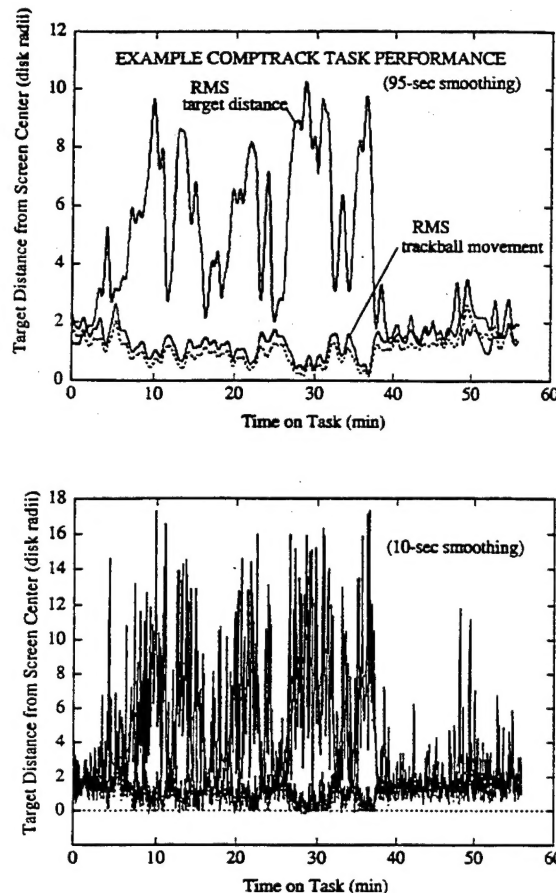 12
EXAMPLE COMPTRACK TASK PERFORMANCE
RMS
target distance
(95-sec smoothing)
10
8
6
4
2
0
RMS
trackball movement
Target Distance from Screen Center (disk radii)
0 10 20 30 40 50 60
Time on Task (min)
18
16
14
12
10
8
6
4
2
0
(10-sec smoothing)
Target Distance from Screen Center (disk radii)
0 10 20 30 40 50 60
Time on Task (min)